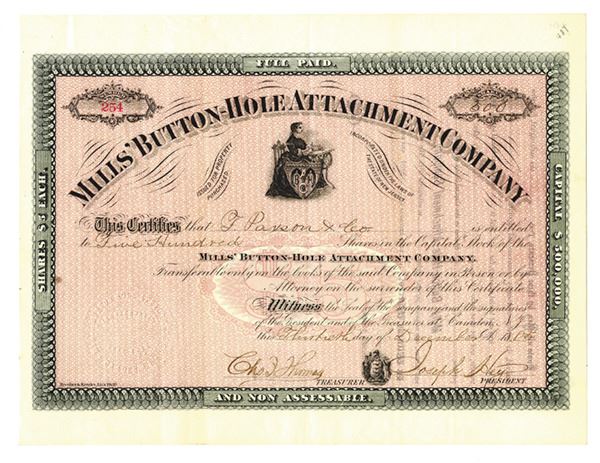 FULL PAID.
254
500
MILLS' BUTTON-HOLE ATTACHMENT COMPANY
ISSUED FOR PROPERTY PURCHASED.
INCORPORATED UNDER THE LAWS OF THE STATE NEW JERSEY
SHARES $5 EACH.
CAPITAL $
This Certifies that Parson & Co is entitled
to Five Hundred Shares in the Capital Stock of the
MILLS' BUTTON-HOLE ATTACHMENT COMPANY.
Transferable only on the books of the said Company in Person or by
Attorney on the surrender of this Certificate
Witness the Seal of the Company and the signatures
of the President and of the Treasurer at Camden, N.J.
this Thirtieth day of December
Chas Thomas
TREASURER
Joseph
PRESIDENT
AND NON ASSESSABLE.